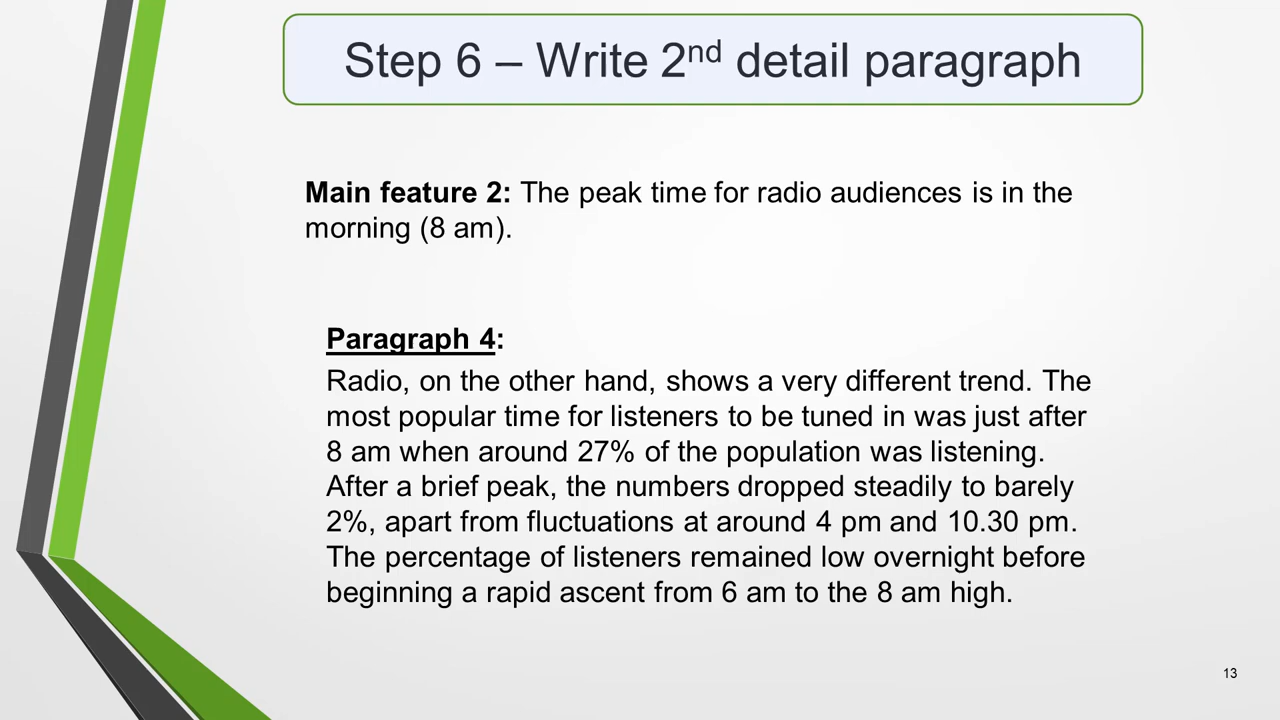 Step 6 – Write 2nd detail paragraph
Main feature 2: The peak time for radio audiences is in the
morning (8 am).
Paragraph 4:
Radio, on the other hand, shows a very different trend. The
most popular time for listeners to be tuned in was just after
8 am when around 27% of the population was listening.
After a brief peak, the numbers dropped steadily to barely
2%, apart from fluctuations at around 4 pm and 10.30 pm.
The percentage of listeners remained low overnight before
beginning a rapid ascent from 6 am to the 8 am high.
13